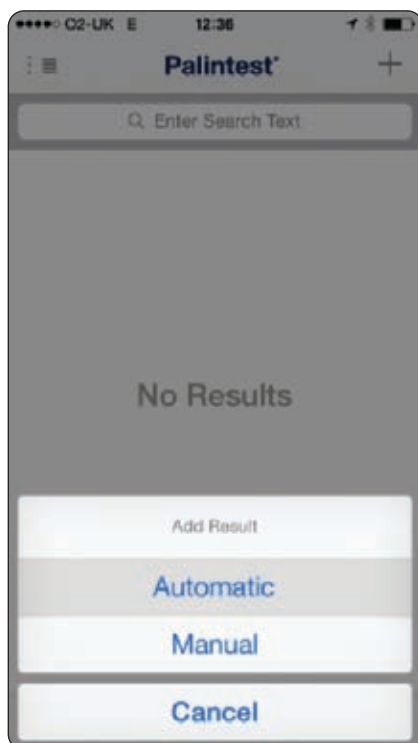 O2-UK E 12:36
Palintest®
Enter Search Text
No Results
Add Result
Automatic
Manual
Cancel